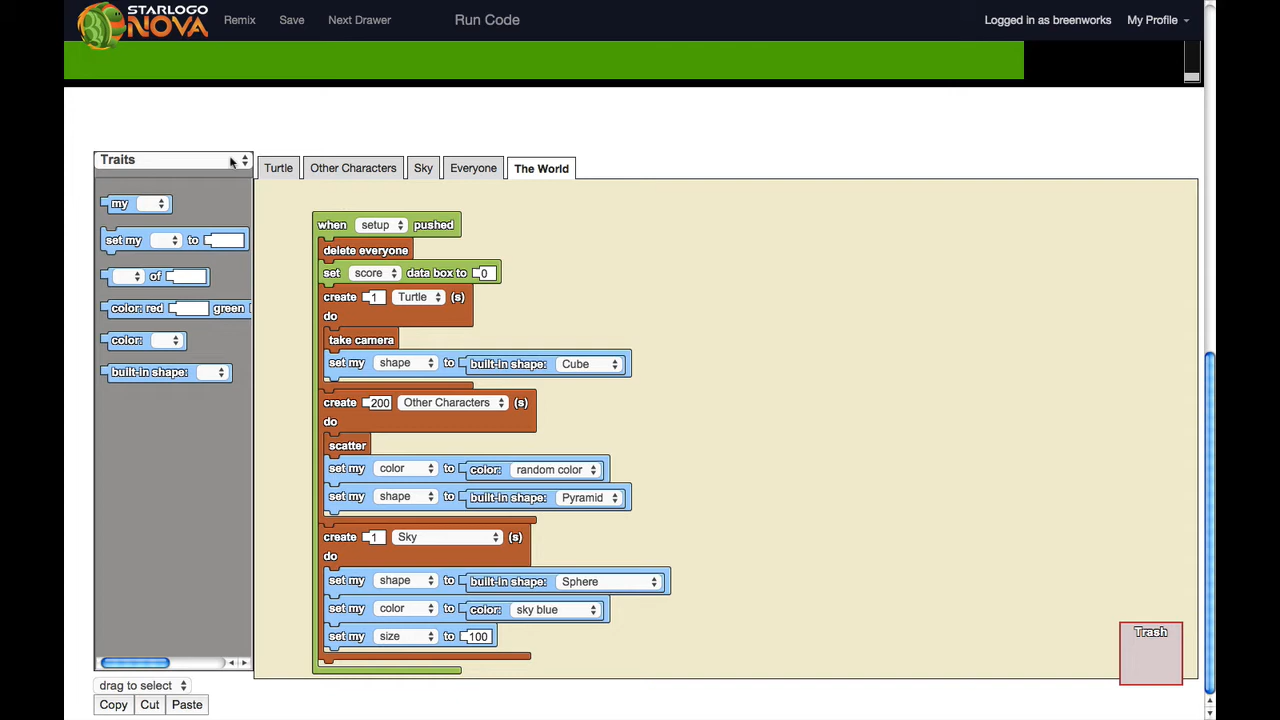 STARLOGO
NOVA
Remix
Save
Next Drawer
Run Code
Logged in as breenworks
My Profile
Traits
Turtle
Other Characters
Sky
Everyone
The World
my
set my to
of
color: red green
color:
built-in shape:
when setup pushed
delete everyone
set score data box to 0
create 1 Turtle (s)
do
take camera
set my shape to built-in shape: Cube
create 200 Other Characters (s)
do
scatter
set my color to color: random color
set my shape to built-in shape: Pyramid
create 1 Sky (s)
do
set my shape to built-in shape: Sphere
set my color to color: sky blue
set my size to 100
Trash
drag to select
Copy
Cut
Paste